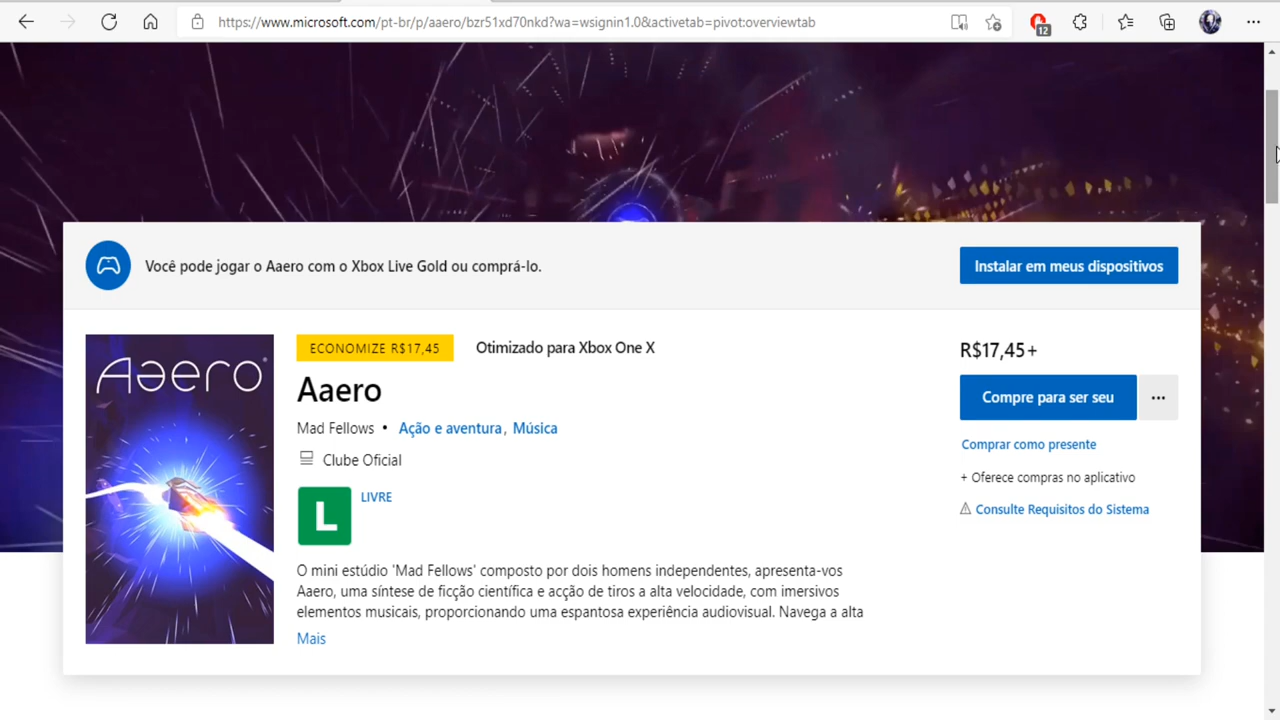 https://www.microsoft.com/pt-br/p/aaero/bzr51xd70nkd?wa=wsignin1.0&activetab=pivot:overviewtab
12
Você pode jogar o Aaero com o Xbox Live Gold ou comprá-lo.
Instalar em meus dispositivos
Aaero
ECONOMIZE R$17,45
Otimizado para Xbox One X
R$17,45+
Aaero
Compre para ser seu
Mad Fellows • Ação e aventura, Música
Comprar como presente
Clube Oficial
+ Oferece compras no aplicativo
L
LIVRE
Consulte Requisitos do Sistema
O mini estúdio 'Mad Fellows' composto por dois homens independentes, apresenta-vos
Aaero, uma síntese de ficção científica e acção de tiros a alta velocidade, com imersivos
elementos musicais, proporcionando uma espantosa experiência audiovisual. Navega a alta
Mais